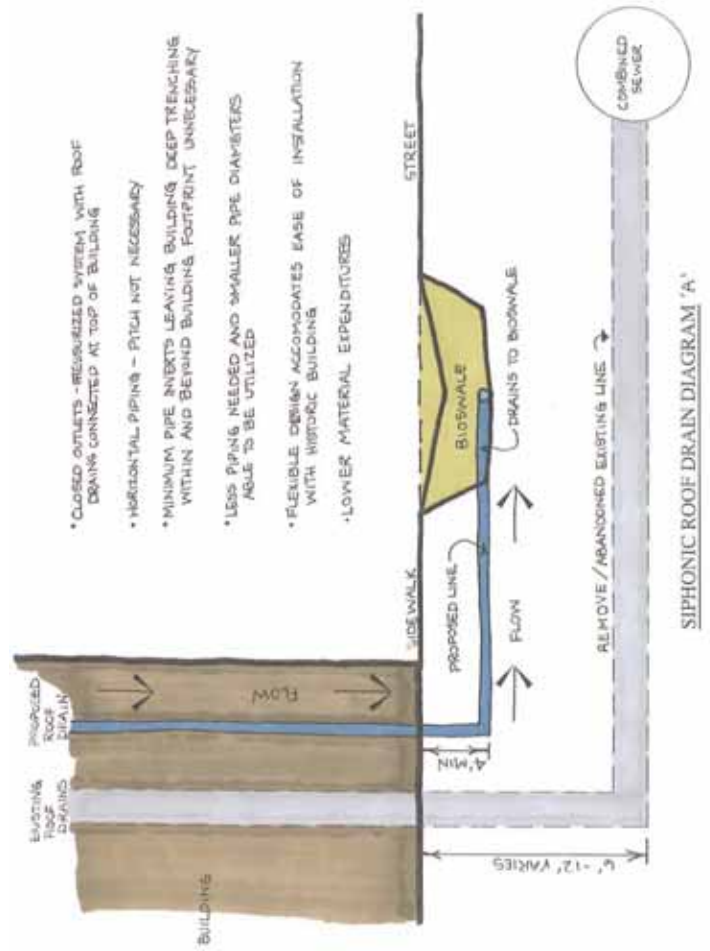 * CLOSED OUTLETS - PRESSURIZED SYSTEM WITH ROOF
DRAINS CONNECTED AT TOP OF BUILDING
• HORIZONTAL PIPING - PITCH NOT NECESSARY
* MINIMUM PIPE INVERTS LEAVING BUILDING DEEP TRENCHING
WITHIN AND BEYOND BUILDING FOOTPRINT UNNECESSARY
* LESS PIPING NEEDED AND SMALLER PIPE DIAMETERS
ABLE TO BE UTILIZED
• FLEXIBLE DESIGN ACCOMODATES EASE OF INSTALLATION
WITH HISTORIC BUILDING
• LOWER MATERIAL EXPENDITURES
BUILDING
EXISTING
ROOF
DRAINS
PROPOSED
ROOF
DRAIN
FLOW
SIDEWALK
STREET
BIOSWALE
4' MIN
PROPOSED LINE
DRAINS TO BIOSWALE
FLOW
6'-12' VARIES
REMOVE/ABANDONED EXISTING LINE
COMBINED
SEWER
SIPHONIC ROOF DRAIN DIAGRAM 'A'